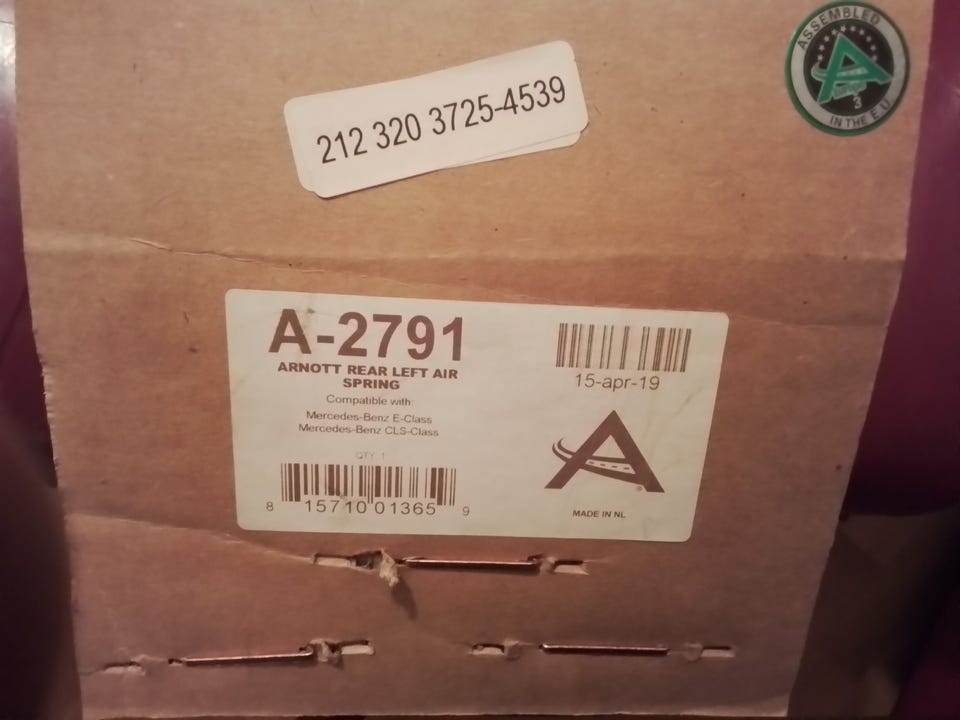 ASSEMBLED
A
3
IN THE E.U.
212 320 3725-4539
A-2791
ARNOTT REAR LEFT AIR
SPRING
Compatible with:
Mercedes-Benz E-Class
Mercedes-Benz CLS-Class
QTY 1
8 15710 01365 9
15-apr-19
A
MADE IN NL